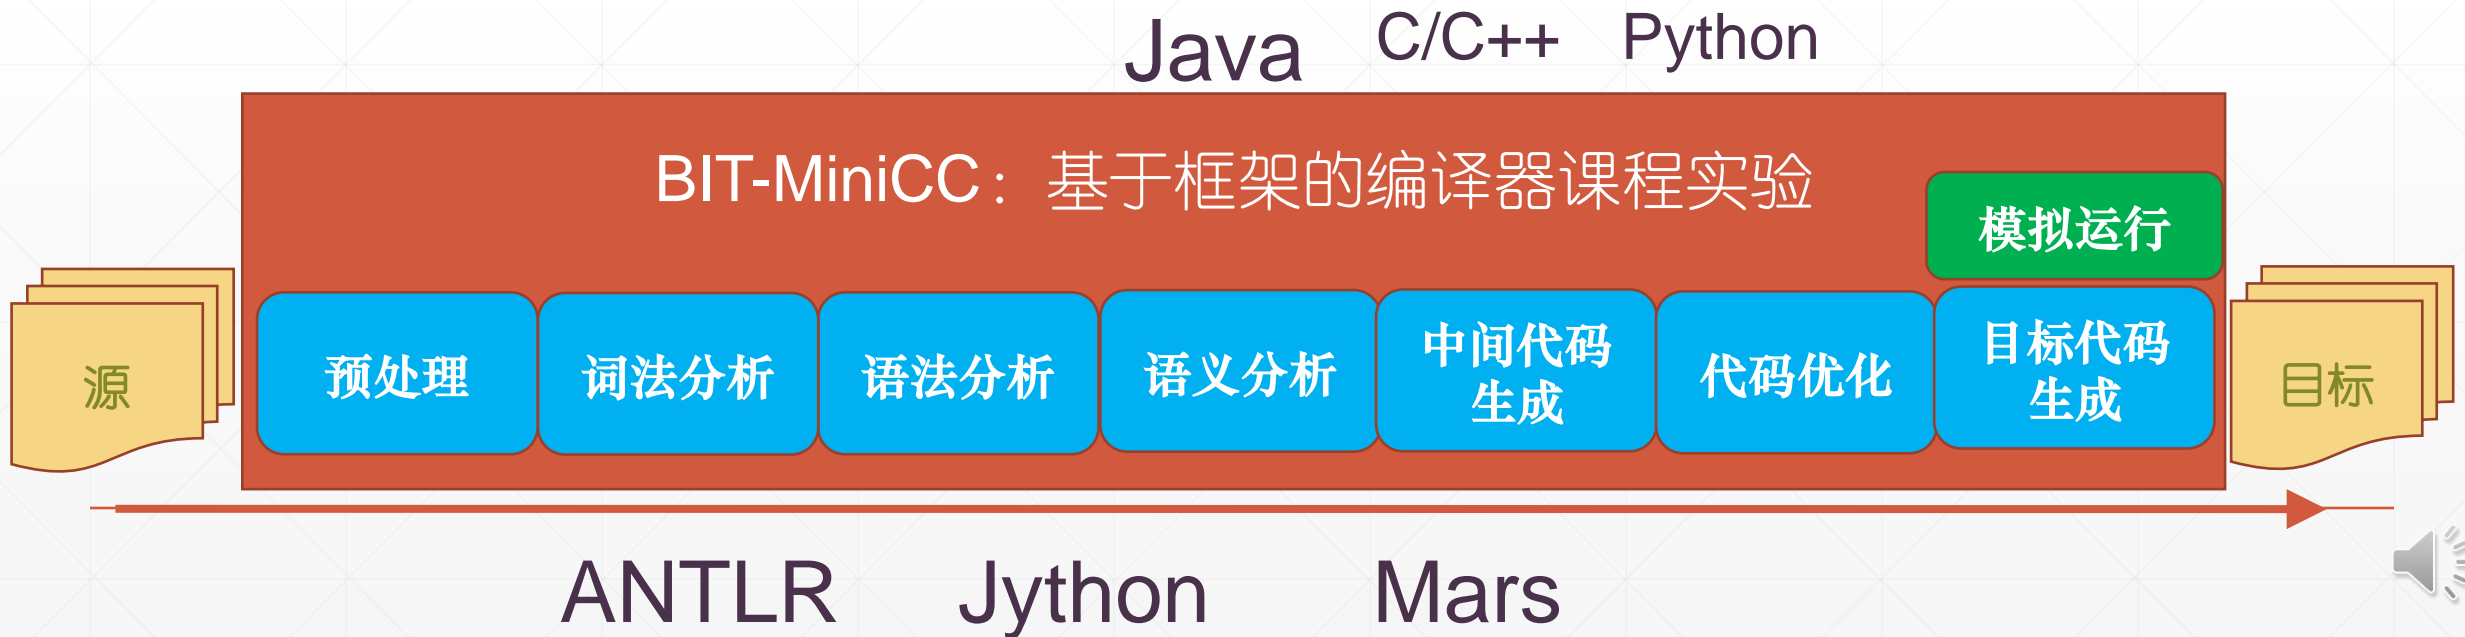 Java C/C++ Python
BIT-MiniCC：基于框架的编译器课程实验
模拟运行
源
预处理
词法分析
语法分析
语义分析
中间代码
生成
代码优化
目标代码
生成
目标
ANTLR Jython Mars